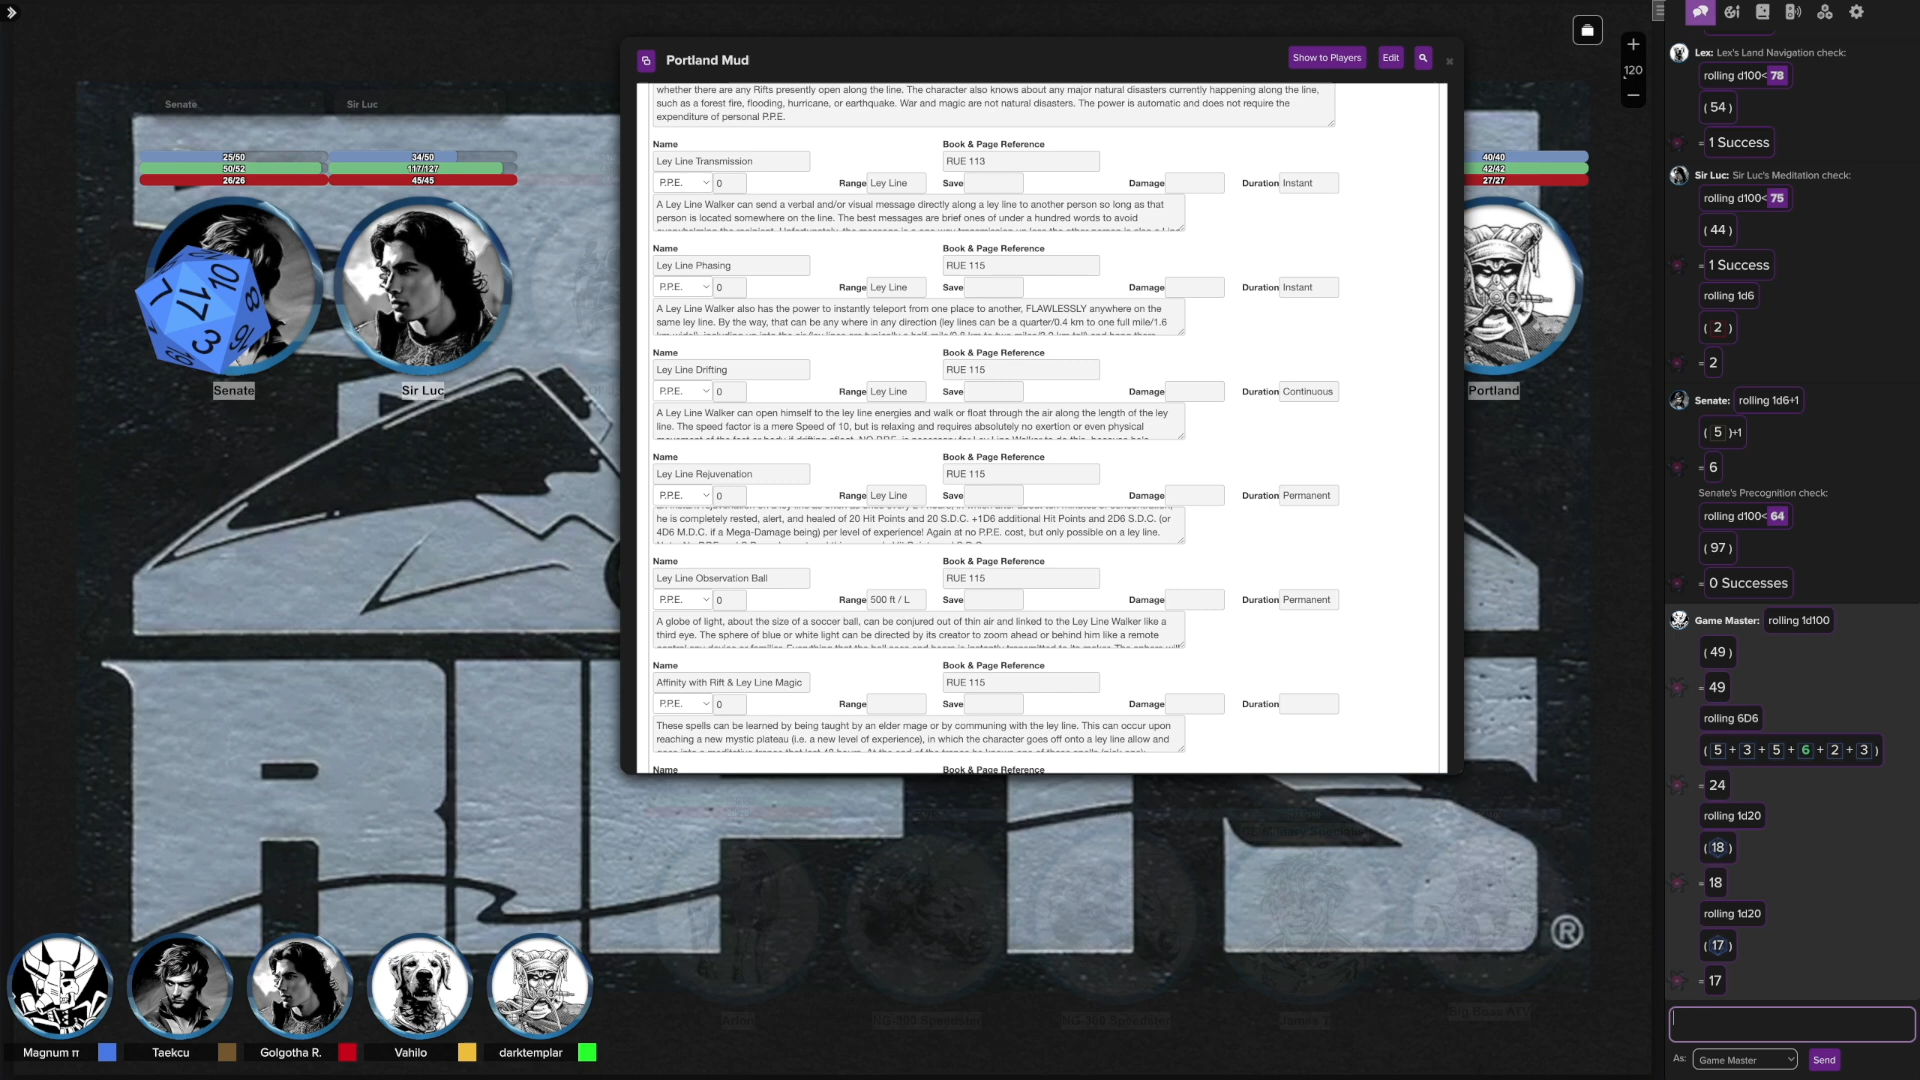 Senate
Sir Luc
25/50
50/52
26/26
34/50
117/127
45/45
40/40
42/42
27/27
10
7
17
8
3
16
19
Senate
Sir Luc
Portland
RIFTS
®
Portland Mud
Show to Players
Edit
whether there are any Rifts presently open along the line. The character also knows about any major natural disasters currently happening along the line,
such as a forest fire, flooding, hurricane, or earthquake. War and magic are not natural disasters. The power is automatic and does not require the
expenditure of personal P.P.E.
Name Book & Page Reference
Ley Line Transmission RUE 113
P.P.E. 0 Range Ley Line Save Damage Duration Instant
A Ley Line Walker can send a verbal and/or visual message directly along a ley line to another person so long as that
person is located somewhere on the line. The best messages are brief ones of under a hundred words to avoid
Name Book & Page Reference
Ley Line Phasing RUE 115
P.P.E. 0 Range Ley Line Save Damage Duration Instant
A Ley Line Walker also has the power to instantly teleport from one place to another, FLAWLESSLY anywhere on the
same ley line. By the way, that can be any where in any direction (ley lines can be a quarter/0.4 km to one full mile/1.6
Name Book & Page Reference
Ley Line Drifting RUE 115
P.P.E. 0 Range Ley Line Save Damage Duration Continuous
A Ley Line Walker can open himself to the ley line energies and walk or float through the air along the length of the ley
line. The speed factor is a mere Speed of 10, but is relaxing and requires absolutely no exertion or even physical
Name Book & Page Reference
Ley Line Rejuvenation RUE 115
P.P.E. 0 Range Ley Line Save Damage Duration Permanent
he is completely rested, alert, and healed of 20 Hit Points and 20 S.D.C. +1D6 additional Hit Points and 2D6 S.D.C. (or
4D6 M.D.C. if a Mega-Damage being) per level of experience! Again at no P.P.E. cost, but only possible on a ley line.
Name Book & Page Reference
Ley Line Observation Ball RUE 115
P.P.E. 0 Range 500 ft / L Save Damage Duration Permanent
A globe of light, about the size of a soccer ball, can be conjured out of thin air and linked to the Ley Line Walker like a
third eye. The sphere of blue or white light can be directed by its creator to zoom ahead or behind him like a remote
Name Book & Page Reference
Affinity with Rift & Ley Line Magic RUE 115
P.P.E. 0 Range Save Damage Duration
These spells can be learned by being taught by an elder mage or by communing with the ley line. This can occur upon
reaching a new mystic plateau (i.e. a new level of experience), in which the character goes off onto a ley line allow and
Name Book & Page Reference
Arion
NG-300 Speedster
NG-300 Speedster
James T
Big Boss ATV
Magnum π
Taekcu
Golgotha R.
Vahilo
darktemplar
120
Lex: Lex's Land Navigation check:
rolling d100<78
(54)
= 1 Success
Sir Luc: Sir Luc's Meditation check:
rolling d100<75
(44)
= 1 Success
rolling 1d6
(2)
= 2
Senate: rolling 1d6+1
(5)+1
= 6
Senate's Precognition check:
rolling d100<64
(97)
= 0 Successes
Game Master: rolling 1d100
(49)
= 49
rolling 6D6
(5+3+5+6+2+3)
= 24
rolling 1d20
(18)
= 18
rolling 1d20
(17)
= 17
As: Game Master Send